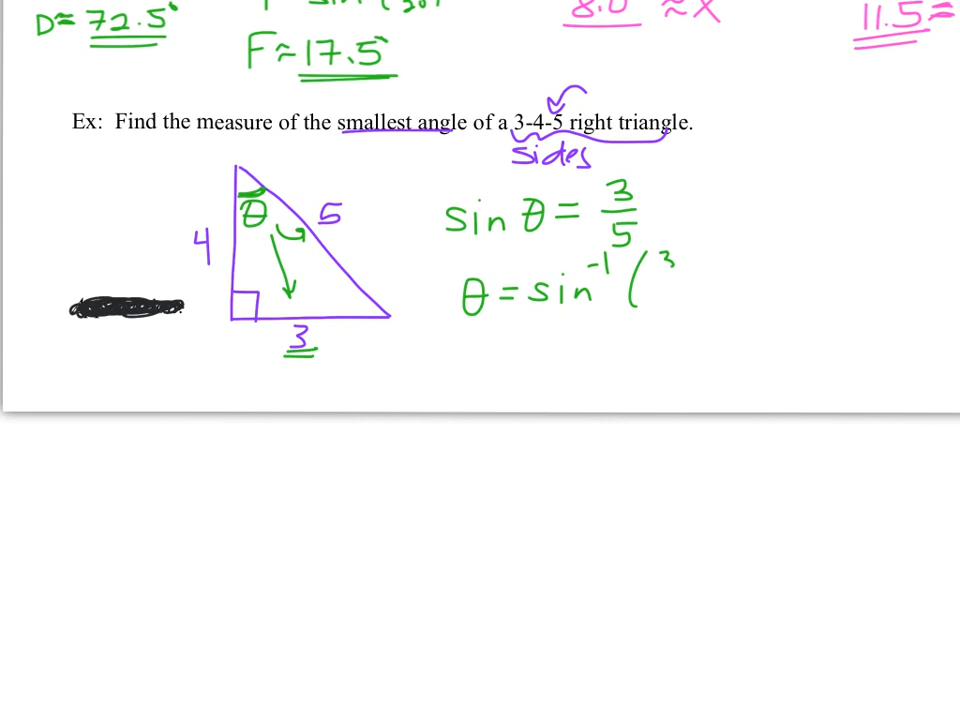 D≈ 72.5°
8.0 ≈ x
11.5 =
F≈17.5°
Ex: Find the measure of the smallest angle of a 3-4-5 right triangle.
sides
θ
5
4
3
sin θ = 3/5
θ = sin⁻¹ ( 3